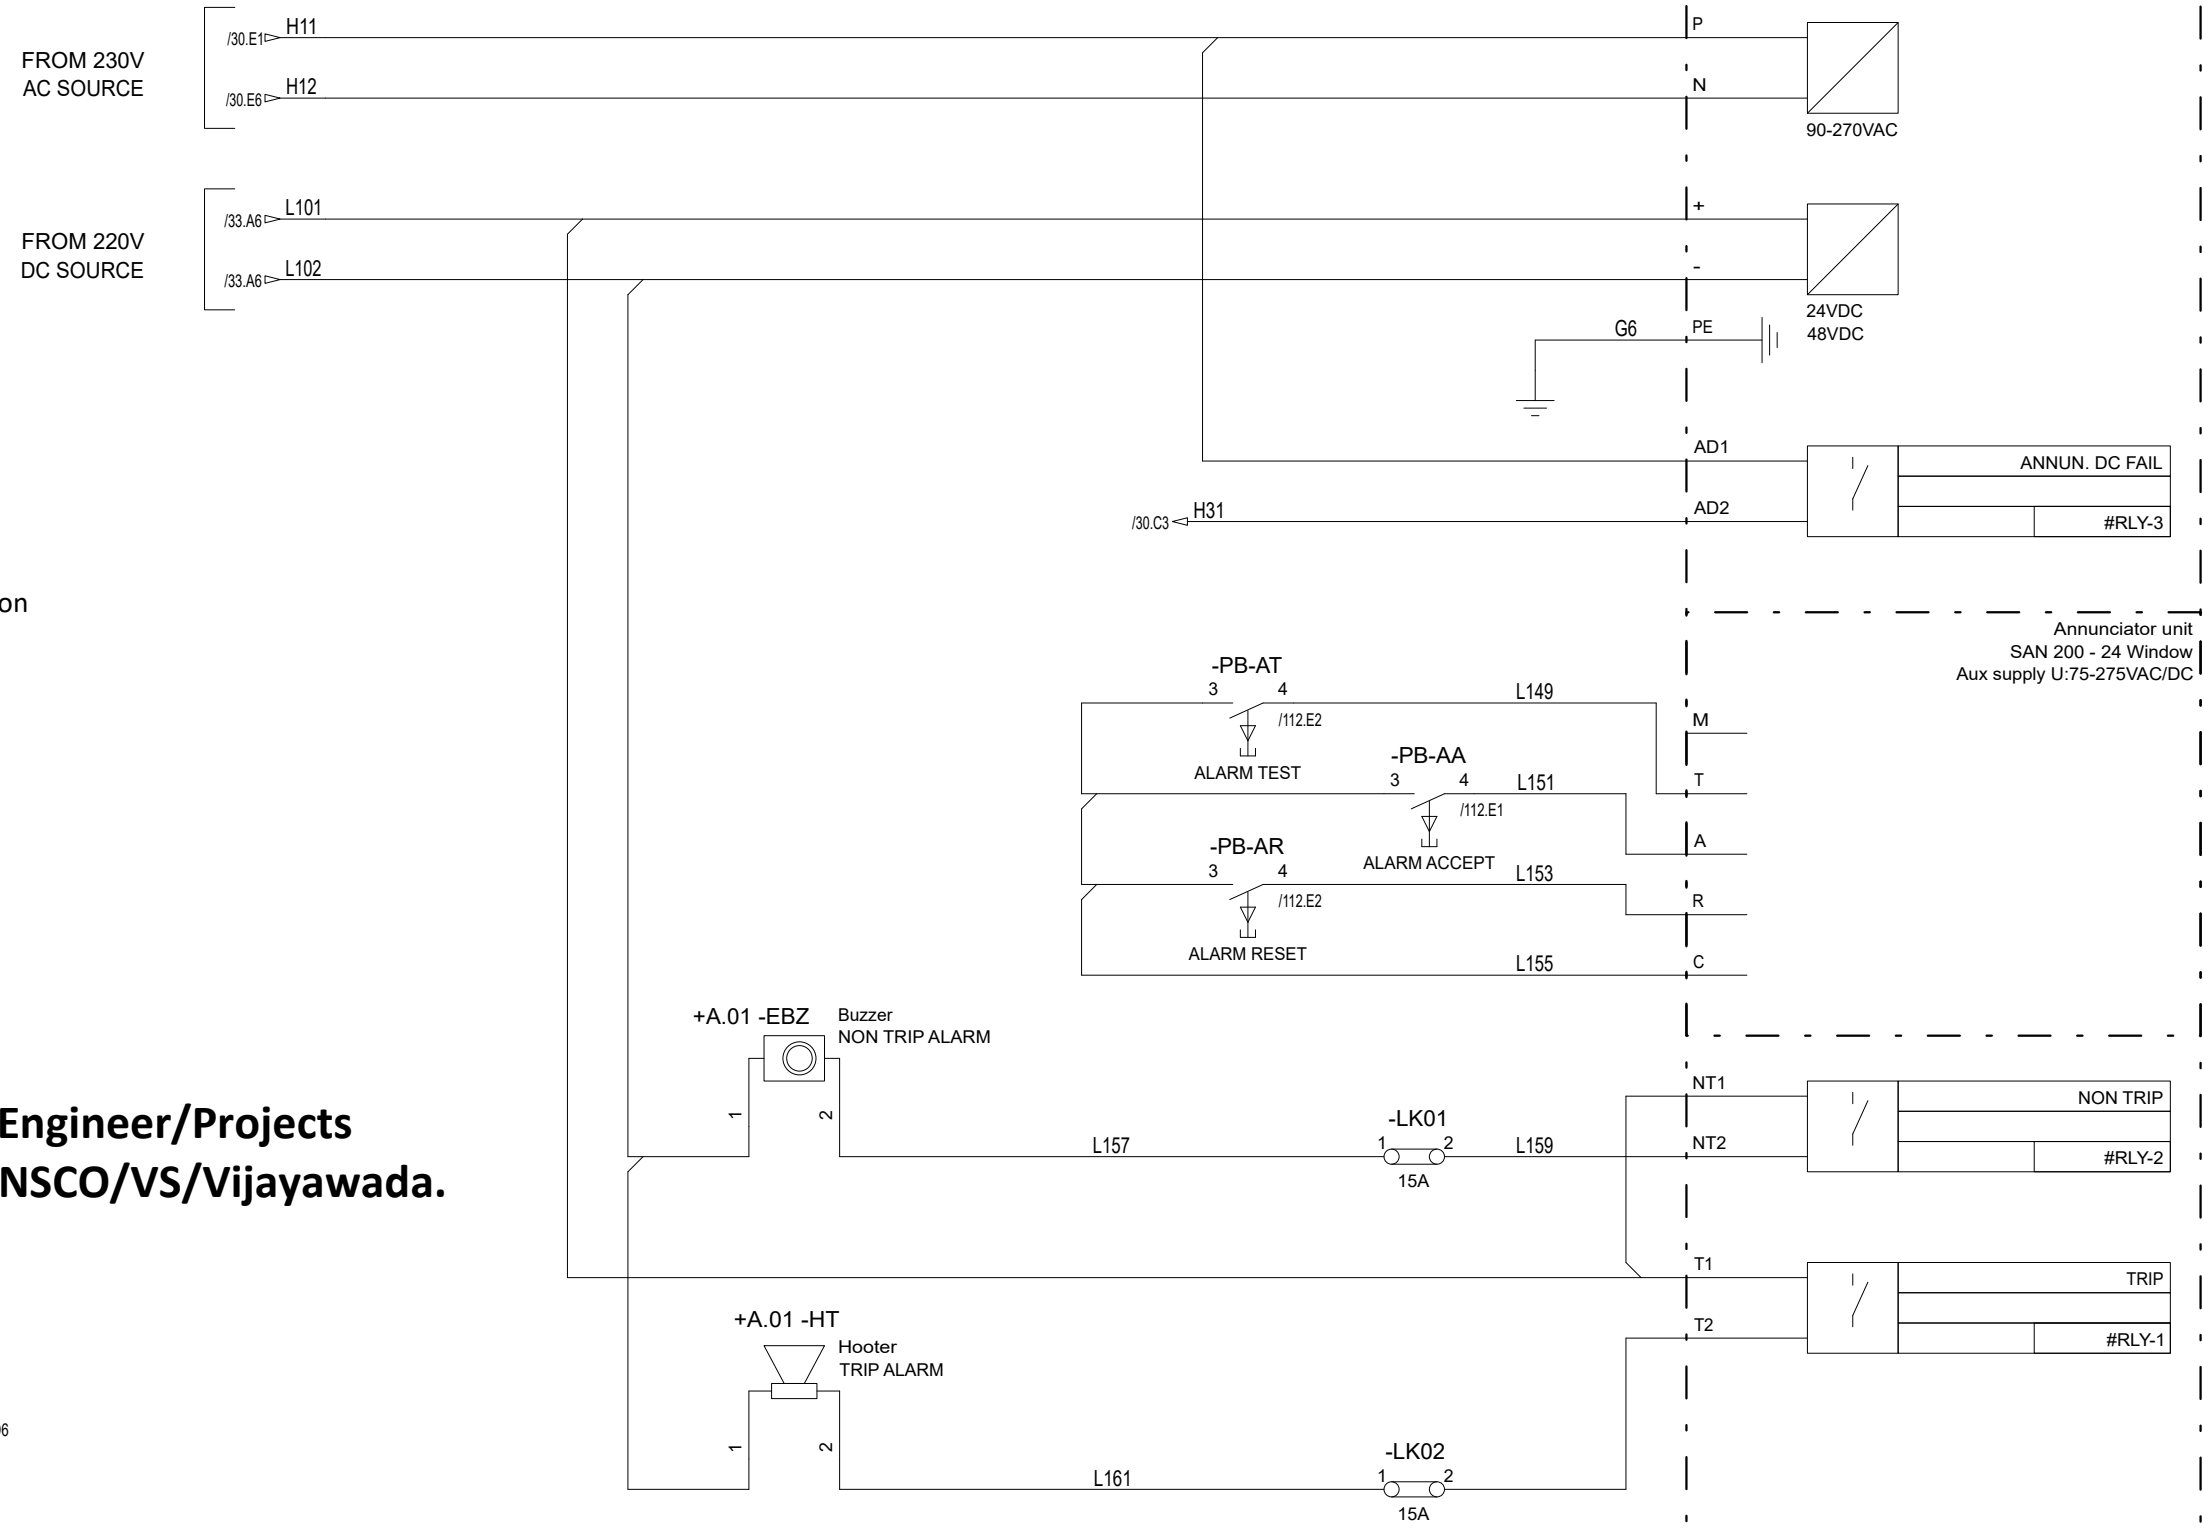 FROM 230V
AC SOURCE
/30.E1
H11
P
/30.E6
H12
N
90-270VAC
FROM 220V
DC SOURCE
/33.A6
L101
+
/33.A6
L102
-
24VDC
48VDC
G6
PE
AD1
ANNUN. DC FAIL
/30.C3
H31
AD2
#RLY-3
on
Annunciator unit
SAN 200 - 24 Window
Aux supply U:75-275VAC/DC
-PB-AT
3 4
L149
/112.E2
ALARM TEST
M
-PB-AA
3 4
L151
/112.E1
ALARM ACCEPT
T
-PB-AR
3 4
L153
/112.E2
ALARM RESET
A
R
L155
C
+A.01 -EBZ
Buzzer
NON TRIP ALARM
1 2
L157
-LK01
1 2
15A
L159
NT1
NON TRIP
NT2
#RLY-2
Engineer/Projects
NSCO/VS/Vijayawada.
T1
TRIP
T2
#RLY-1
+A.01 -HT
Hooter
TRIP ALARM
1 2
L161
-LK02
1 2
15A